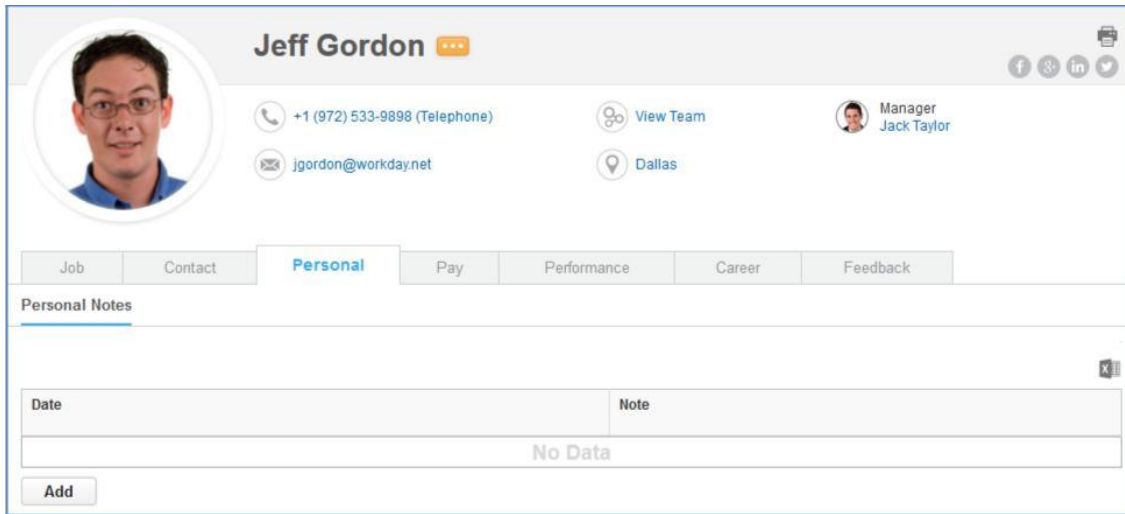 Jeff Gordon
+1 (972) 533-9898 (Telephone)
View Team
Manager
Jack Taylor
jgordon@workday.net
Dallas
Job
Contact
Personal
Pay
Performance
Career
Feedback
Personal Notes
Date
Note
No Data
Add